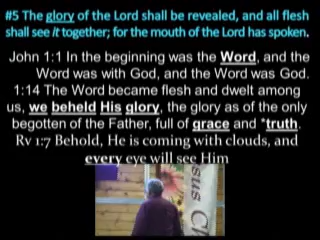 #5 The glory of the Lord shall be revealed, and all flesh
shall see it together; for the mouth of the Lord has spoken.
John 1:1 In the beginning was the Word, and the
Word was with God, and the Word was God.
1:14 The Word became flesh and dwelt among
us, we beheld His glory, the glory as of the only
begotten of the Father, full of grace and *truth.
Rv 1:7 Behold, He is coming with clouds, and
every eye will see Him
sus Ch